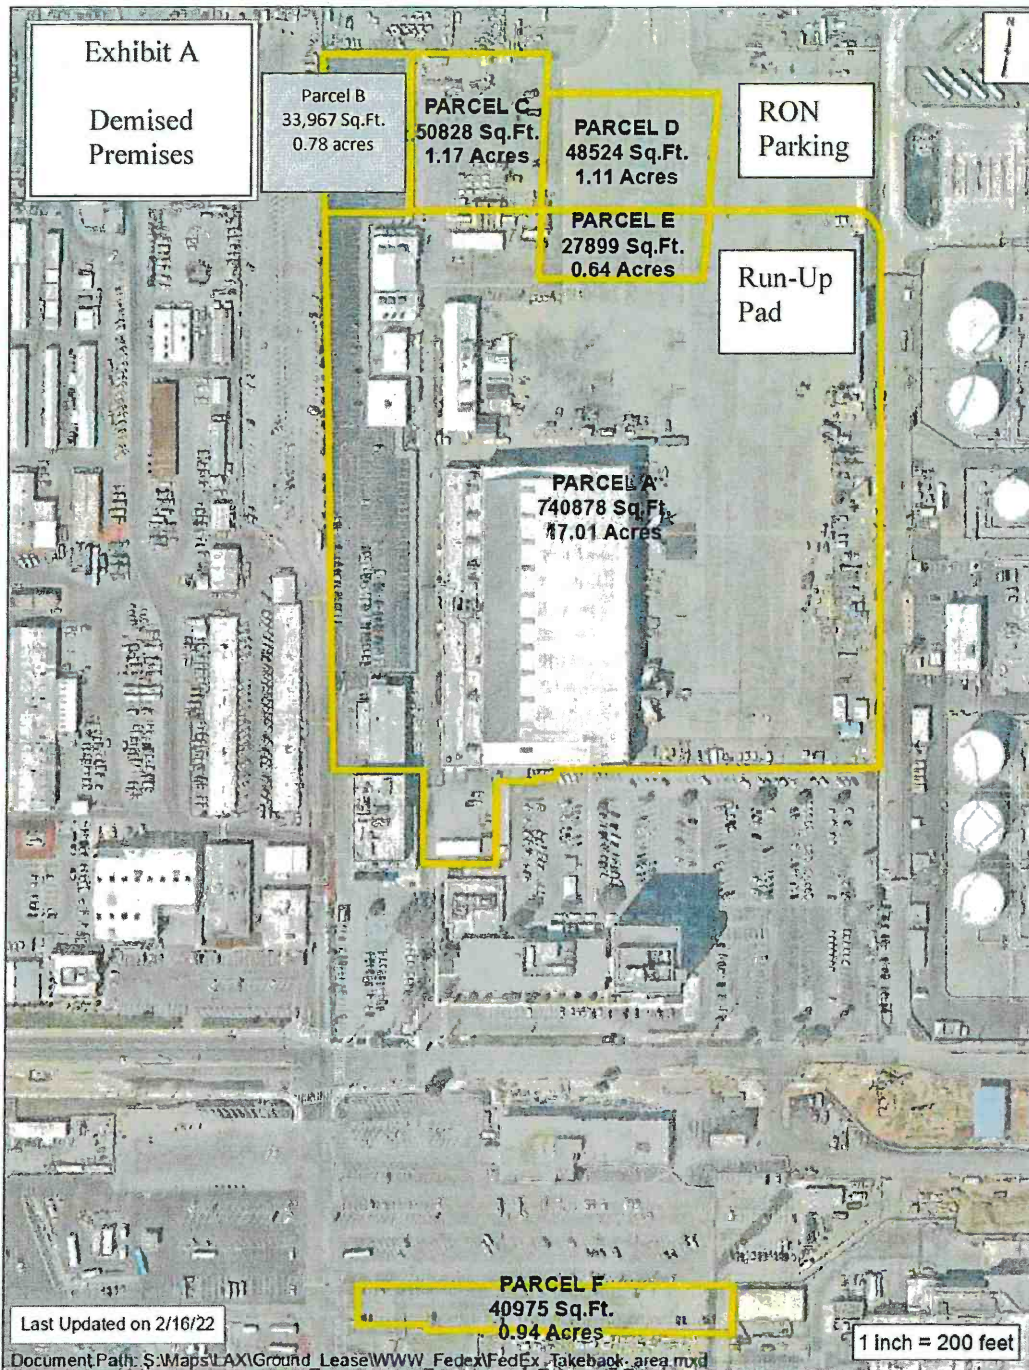 Exhibit A
Demised
Premises
Parcel B
33,967 Sq.Ft.
0.78 acres
PARCEL C
50828 Sq.Ft.
1.17 Acres
PARCEL D
48524 Sq.Ft.
1.11 Acres
RON
Parking
N
PARCEL E
27899 Sq.Ft.
0.64 Acres
Run-Up
Pad
PARCEL A
740878 Sq.Ft.
17.01 Acres
PARCEL F
40975 Sq.Ft.
0.94 Acres
Last Updated on 2/16/22
1 inch = 200 feet
Document Path: S:\Maps\LAX\Ground_Lease\WWW_Fedex\FedEx_Takeback_area.mxd